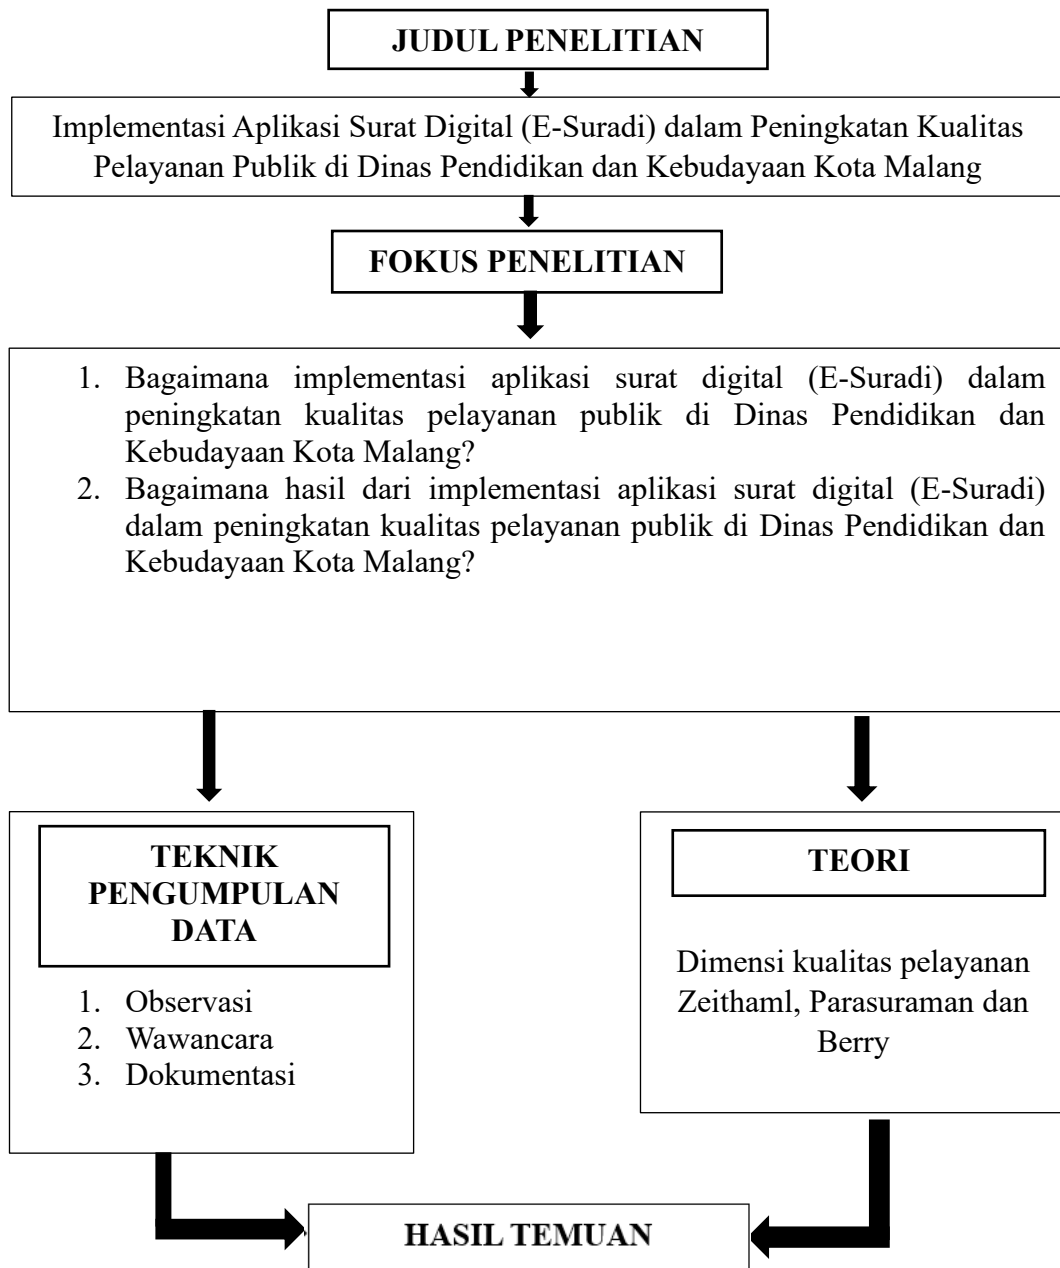 JUDUL PENELITIAN
Implementasi Aplikasi Surat Digital (E-Suradi) dalam Peningkatan Kualitas
Pelayanan Publik di Dinas Pendidikan dan Kebudayaan Kota Malang
FOKUS PENELITIAN
1. Bagaimana implementasi aplikasi surat digital (E-Suradi) dalam
peningkatan kualitas pelayanan publik di Dinas Pendidikan dan
Kebudayaan Kota Malang?
2. Bagaimana hasil dari implementasi aplikasi surat digital (E-Suradi)
dalam peningkatan kualitas pelayanan publik di Dinas Pendidikan dan
Kebudayaan Kota Malang?
TEKNIK
PENGUMPULAN
DATA
1. Observasi
2. Wawancara
3. Dokumentasi
TEORI
Dimensi kualitas pelayanan
Zeithaml, Parasuraman dan
Berry
HASIL TEMUAN